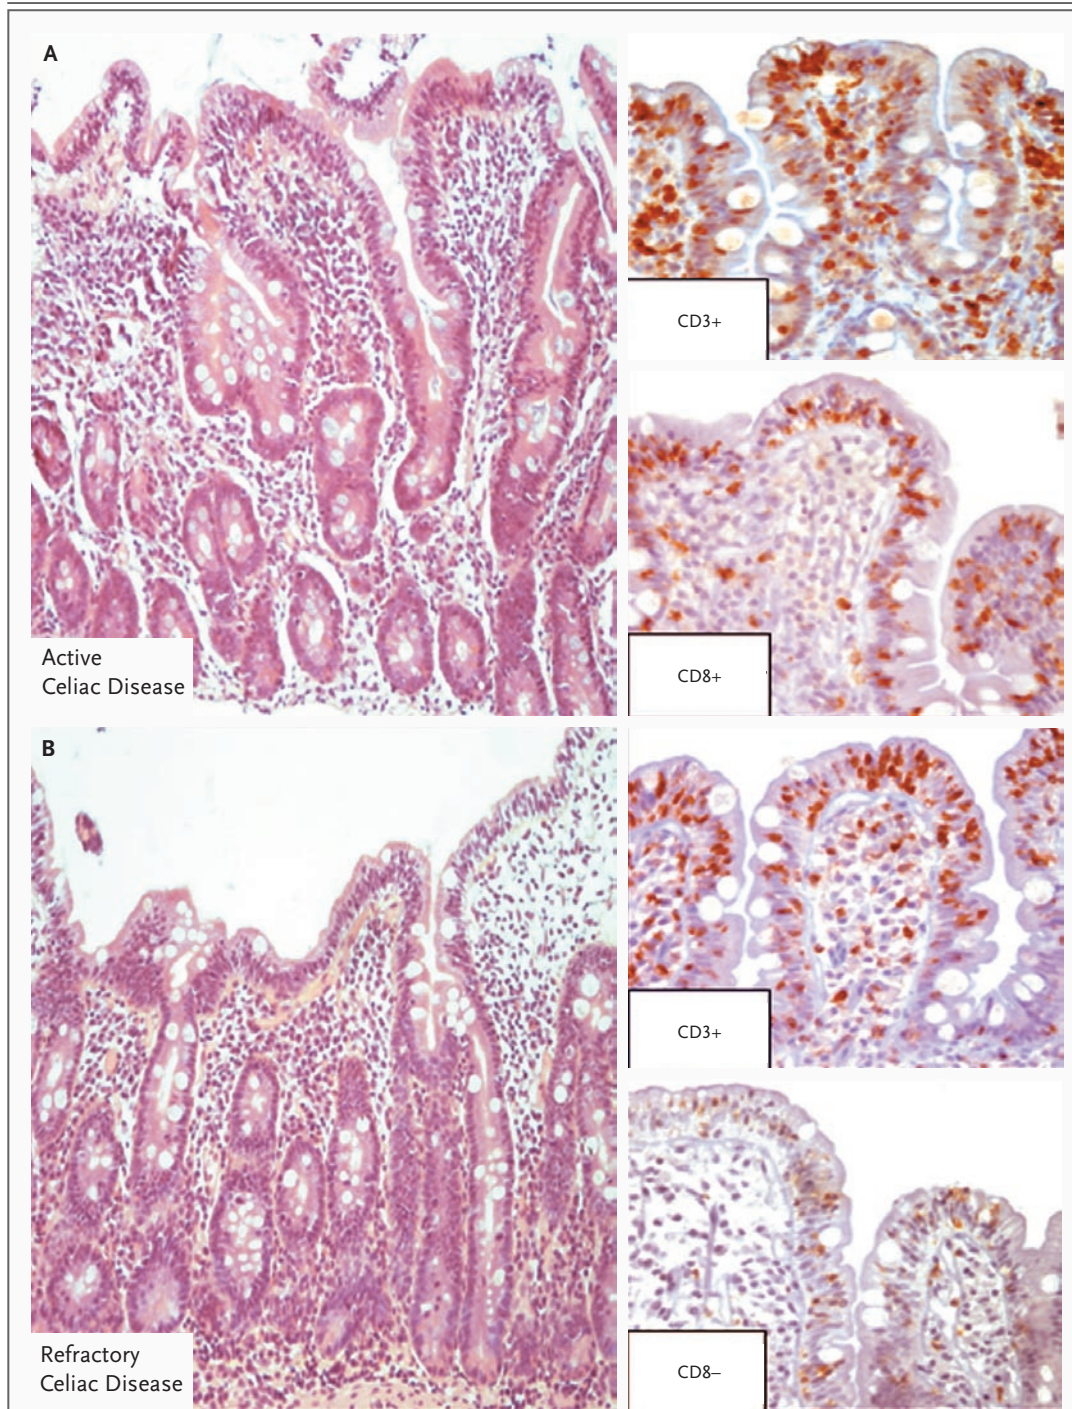 A
CD3+
CD8+
Active
Celiac Disease
B
CD3+
CD8–
Refractory
Celiac Disease